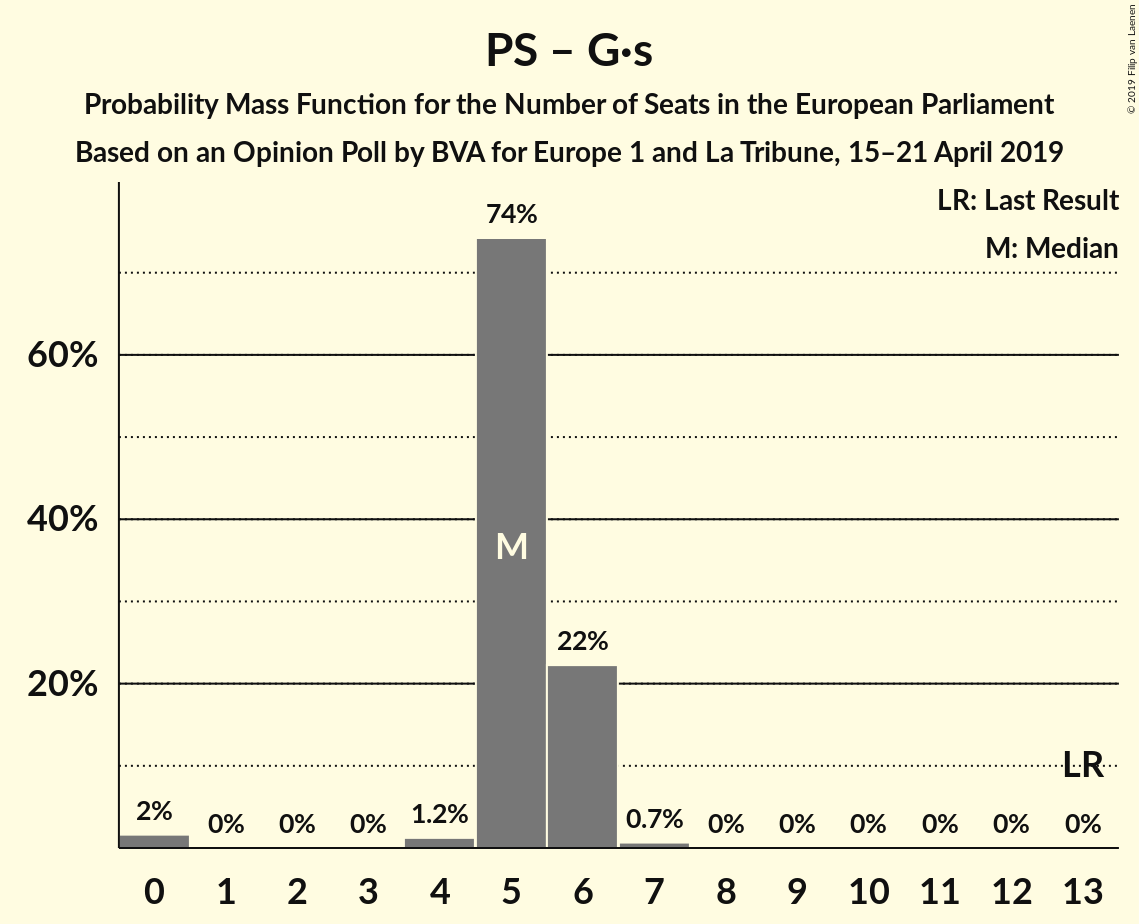 PS – G·s
Probability Mass Function for the Number of Seats in the European Parliament
Based on an Opinion Poll by BVA for Europe 1 and La Tribune, 15–21 April 2019
© 2019 Filip van Laenen
LR: Last Result
M: Median
74%
60%
40%
M
22%
20%
LR
2% 0% 0% 0% 1.2% 0.7% 0% 0% 0% 0% 0% 0%
0 1 2 3 4 5 6 7 8 9 10 11 12 13